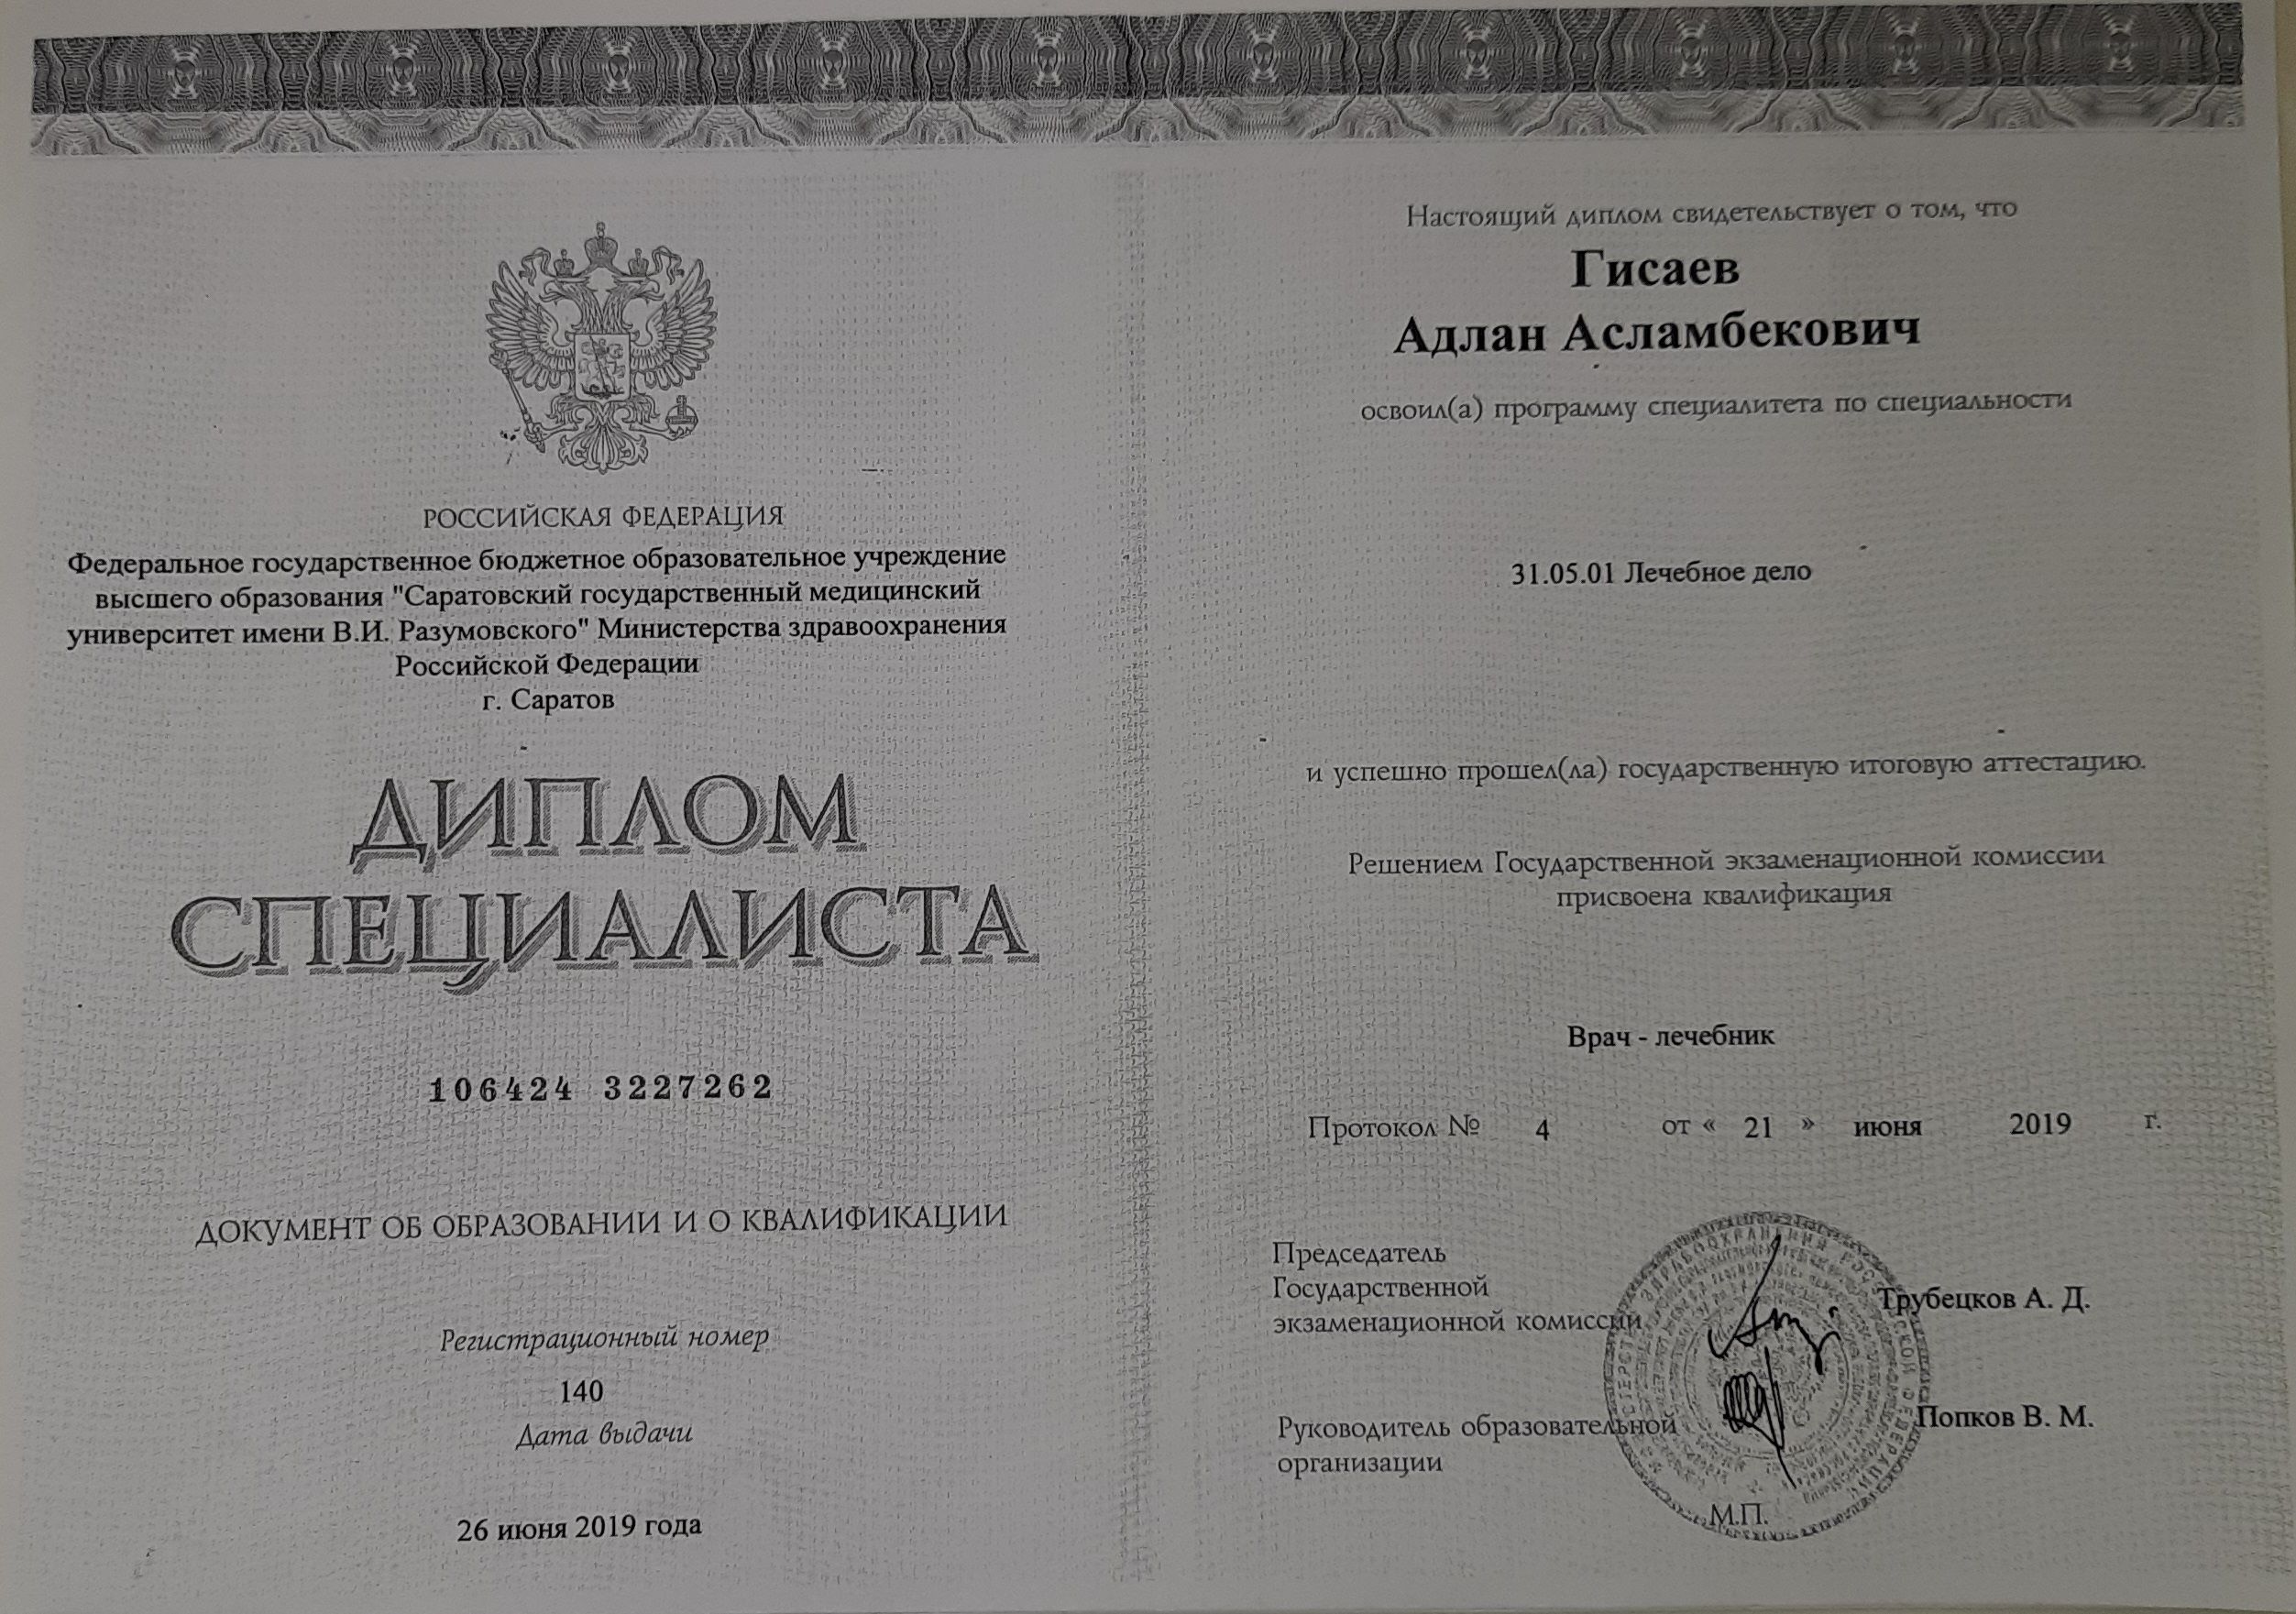 РОССИЙСКАЯ ФЕДЕРАЦИЯ
Федеральное государственное бюджетное образовательное учреждение
высшего образования "Саратовский государственный медицинский
университет имени В.И. Разумовского" Министерства здравоохранения
Российской Федерации
г. Саратов
ДИПЛОМ
СПЕЦИАЛИСТА
106424 3227262
ДОКУМЕНТ ОБ ОБРАЗОВАНИИ И О КВАЛИФИКАЦИИ
Регистрационный номер
140
Дата выдачи
26 июня 2019 года
Настоящий диплом свидетельствует о том, что
Гисаев
Адлан Асламбекович
освоил(а) программу специалитета по специальности
31.05.01 Лечебное дело
и успешно прошел(ла) государственную итоговую аттестацию.
Решением Государственной экзаменационной комиссии
присвоена квалификация
Врач - лечебник
Протокол № 4 от « 21 » июня 2019 г.
Председатель
Государственной
экзаменационной комиссии
Трубецков А. Д.
Руководитель образовательной
организации
Попков В. М.
М.П.